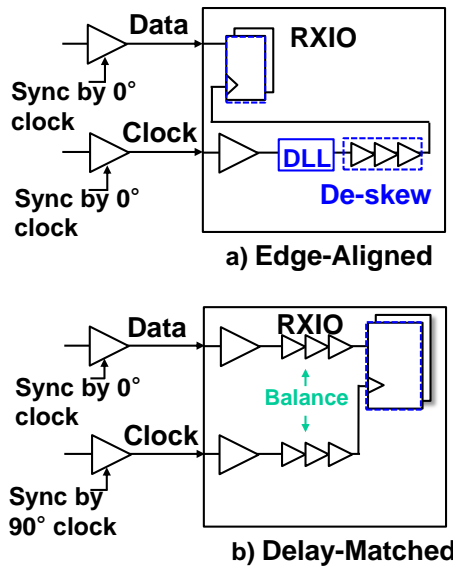 Data
RXIO
Sync by 0°
clock
Clock
DLL
Sync by 0°
clock
De-skew
a) Edge-Aligned
Data
RXIO
Sync by 0°
clock
Balance
Clock
Sync by
90° clock
b) Delay-Matched